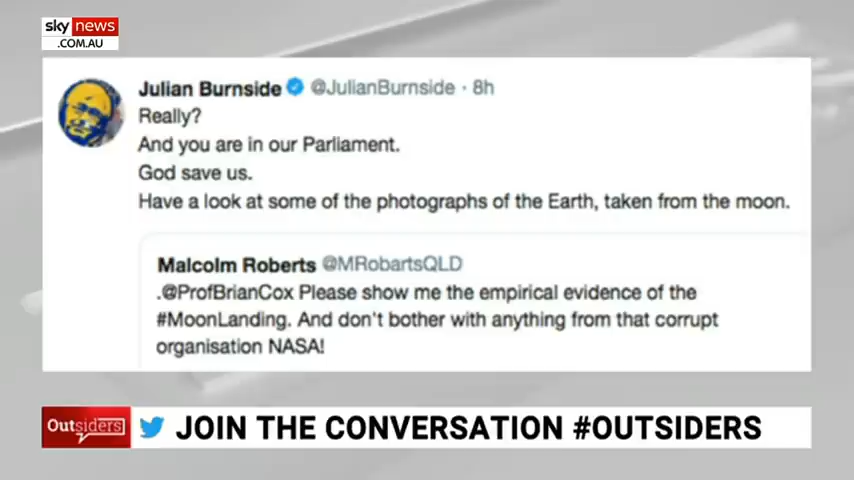 sky news
.COM.AU
Julian Burnside @JulianBurnside · 8h
Really?
And you are in our Parliament.
God save us.
Have a look at some of the photographs of the Earth, taken from the moon.
Malcolm Roberts @MRobartsQLD
.@ProfBrianCox Please show me the empirical evidence of the
#MoonLanding. And don't bother with anything from that corrupt
organisation NASA!
Outsiders JOIN THE CONVERSATION #OUTSIDERS